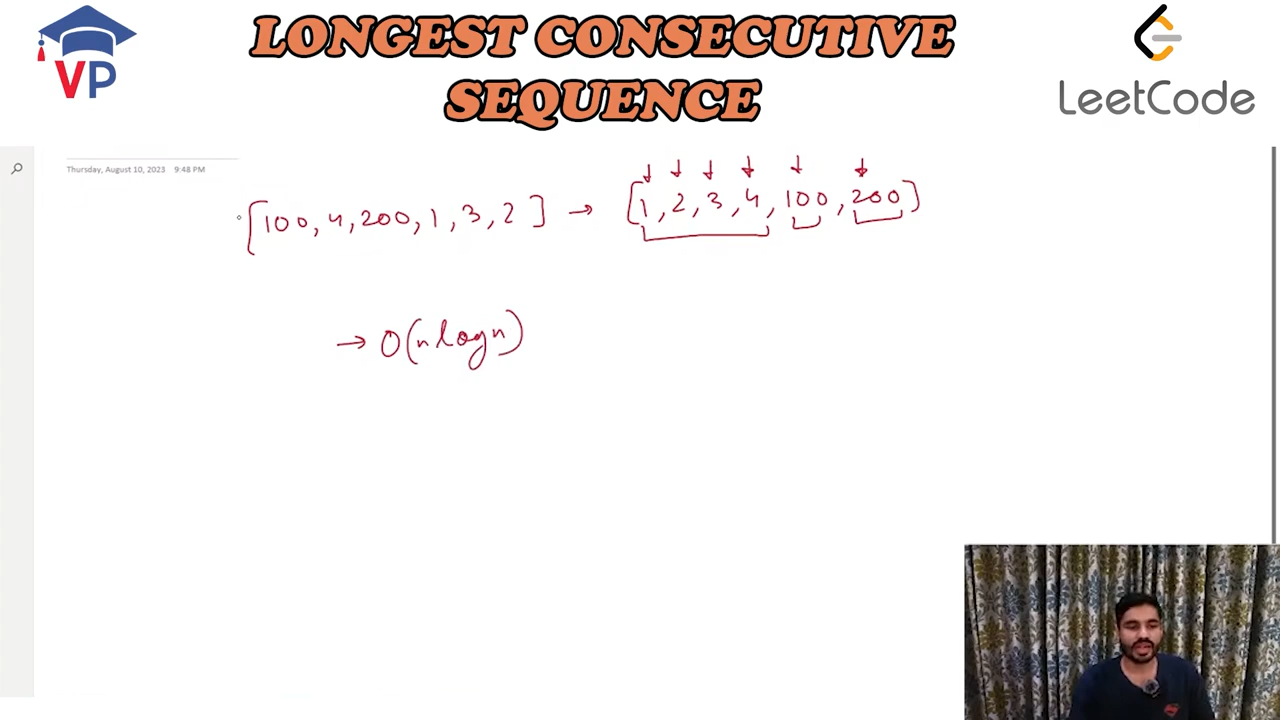 LONGEST CONSECUTIVE
SEQUENCE
VP
LeetCode
Thursday, August 10, 2023 9:48 PM
[100, 4, 200, 1, 3, 2] → [1, 2, 3, 4, 100, 200]
→ O(n log n)